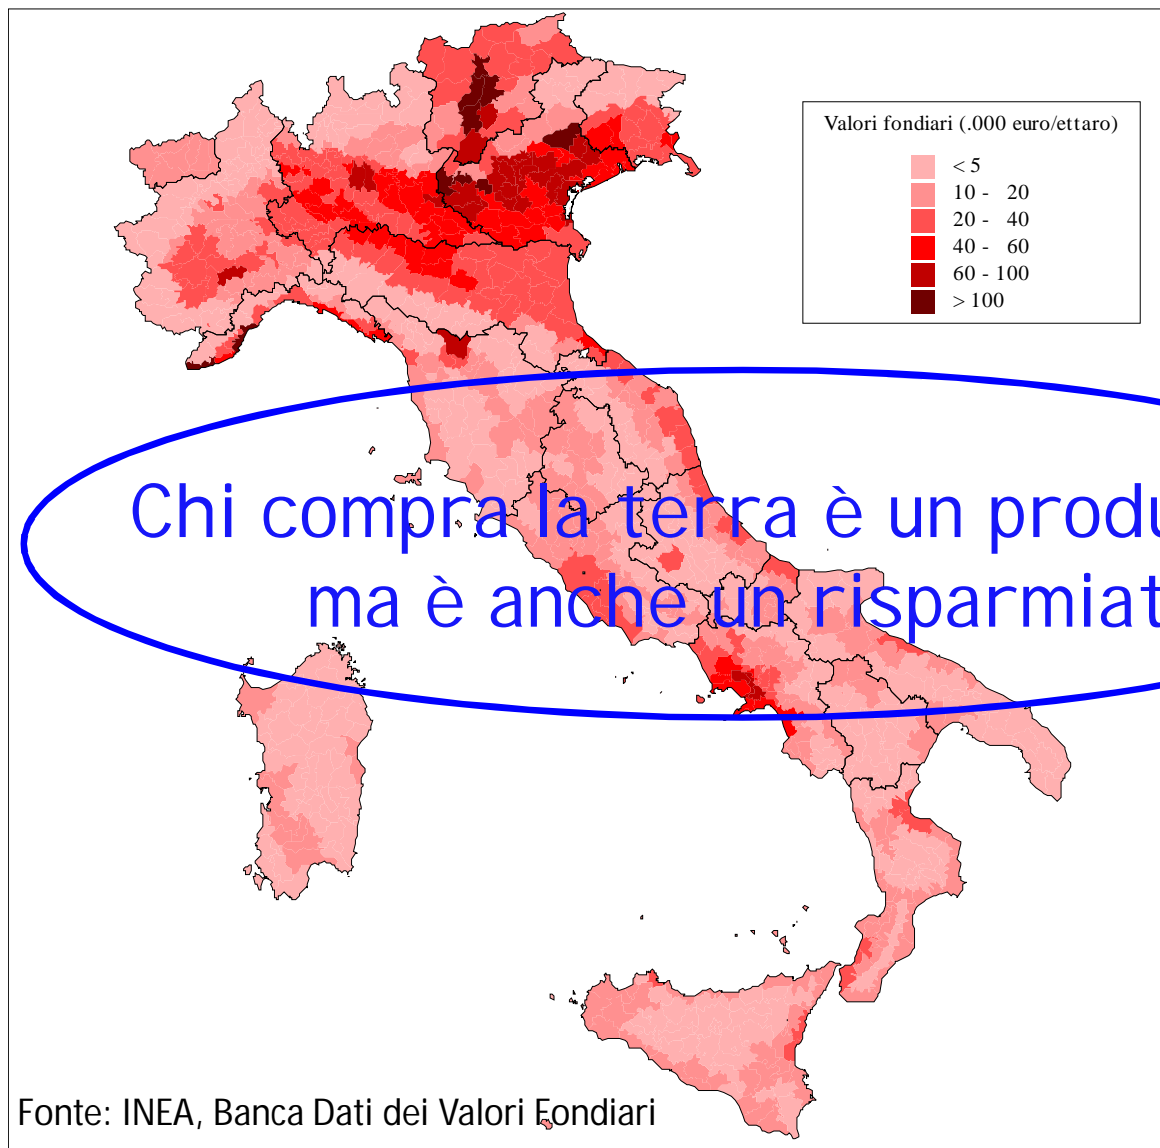 Valori fondiari (.000 euro/ettaro)
< 5
10 - 20
20 - 40
40 - 60
60 - 100
> 100
Chi compra la terra è un produ
ma è anche un risparmiat
Fonte: INEA, Banca Dati dei Valori Fondiari